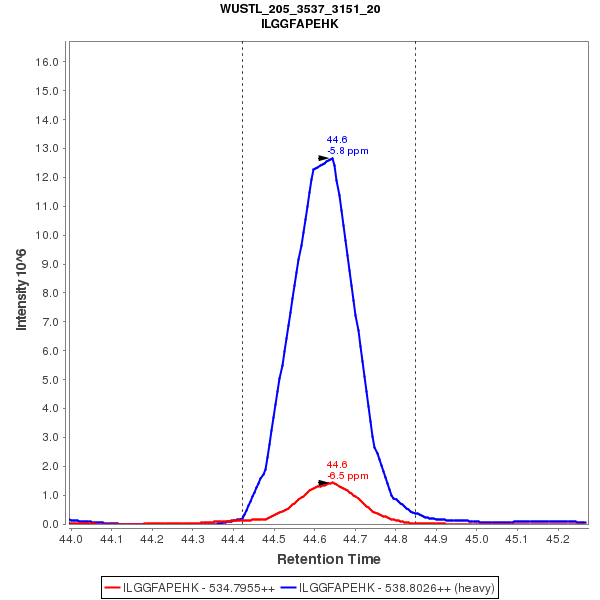 WUSTL_205_3537_3151_20
ILGGFAPEHK
Intensity 10^6
16.0
15.0
14.0
13.0
12.0
11.0
10.0
9.0
8.0
7.0
6.0
5.0
4.0
3.0
2.0
1.0
0.0
44.6
-5.8 ppm
44.6
-6.5 ppm
44.0 44.1 44.2 44.3 44.4 44.5 44.6 44.7 44.8 44.9 45.0 45.1 45.2
Retention Time
ILGGFAPEHK - 534.7955++ ILGGFAPEHK - 538.8026++ (heavy)